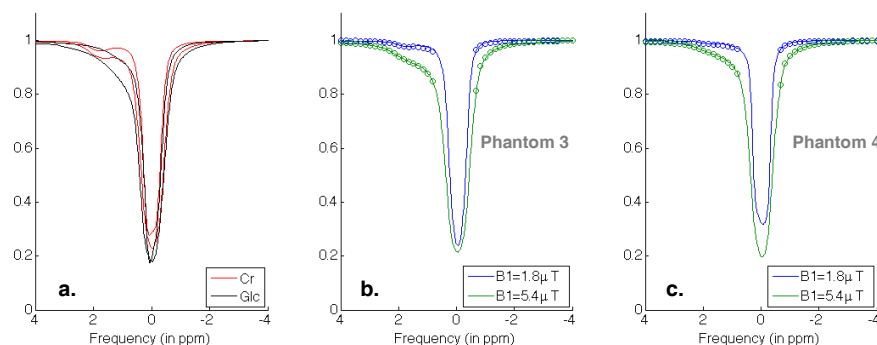 1
0.8
0.6
0.4
0.2
0
4 2 0 -2 -4
Frequency (in ppm)
a.
Cr
Glc
1
0.8
0.6
0.4
0.2
0
4 2 0 -2 -4
Frequency (in ppm)
Phantom 3
b.
B1=1.8μ T
B1=5.4μ T
1
0.8
0.6
0.4
0.2
0
4 2 0 -2 -4
Frequency (in ppm)
Phantom 4
c.
B1=1.8μ T
B1=5.4μ T